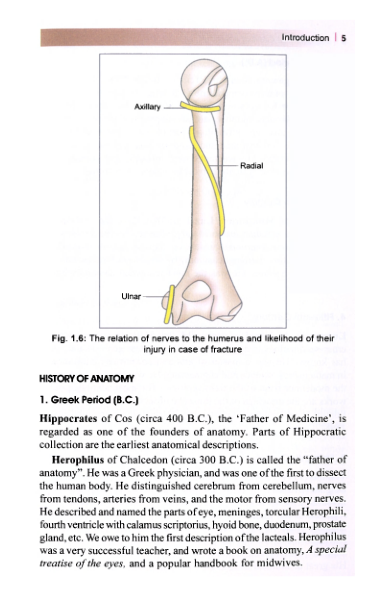 Introduction | 5
Axillary
Radial
Ulnar
Fig. 1.6: The relation of nerves to the humerus and likelihood of their
injury in case of fracture
HISTORY OF ANATOMY
1. Greek Period (B.C.)
Hippocrates of Cos (circa 400 B.C.), the ‘Father of Medicine’, is
regarded as one of the founders of anatomy. Parts of Hippocratic
collection are the earliest anatomical descriptions.
Herophilus of Chalcedon (circa 300 B.C.) is called the “father of
anatomy”. He was a Greek physician, and was one of the first to dissect
the human body. He distinguished cerebrum from cerebellum, nerves
from tendons, arteries from veins, and the motor from sensory nerves.
He described and named the parts of eye, meninges, torcular Herophili,
fourth ventricle with calamus scriptorius, hyoid bone, duodenum, prostate
gland, etc. We owe to him the first description of the lacteals. Herophilus
was a very successful teacher, and wrote a book on anatomy, A special
treatise of the eyes, and a popular handbook for midwives.